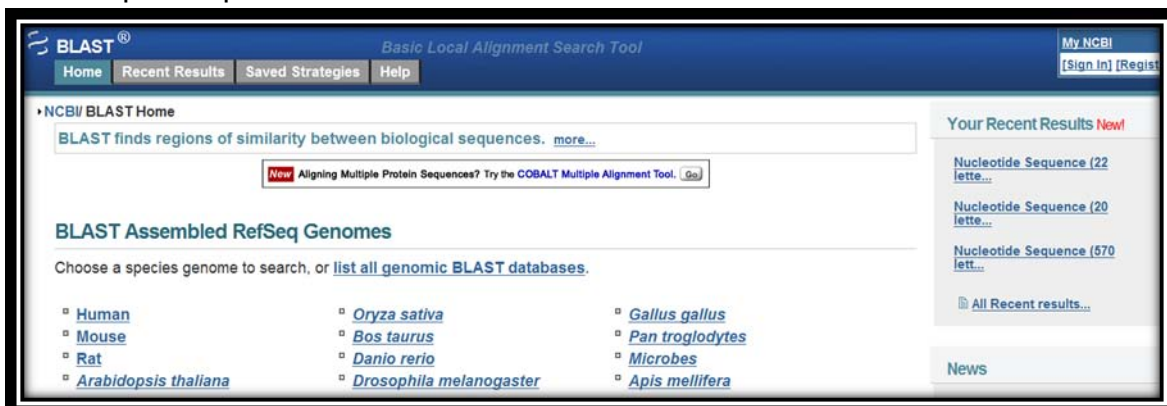 BLAST®
Basic Local Alignment Search Tool
My NCBI
[Sign In] [Regist
Home Recent Results Saved Strategies Help
NCBI/ BLAST Home
BLAST finds regions of similarity between biological sequences. more...
New Aligning Multiple Protein Sequences? Try the COBALT Multiple Alignment Tool. Go
BLAST Assembled RefSeq Genomes
Choose a species genome to search, or list all genomic BLAST databases.
Human
Mouse
Rat
Arabidopsis thaliana
Oryza sativa
Bos taurus
Danio rerio
Drosophila melanogaster
Gallus gallus
Pan troglodytes
Microbes
Apis mellifera
Your Recent Results New!
Nucleotide Sequence (22
lette...
Nucleotide Sequence (20
lette...
Nucleotide Sequence (570
lett...
All Recent results...
News